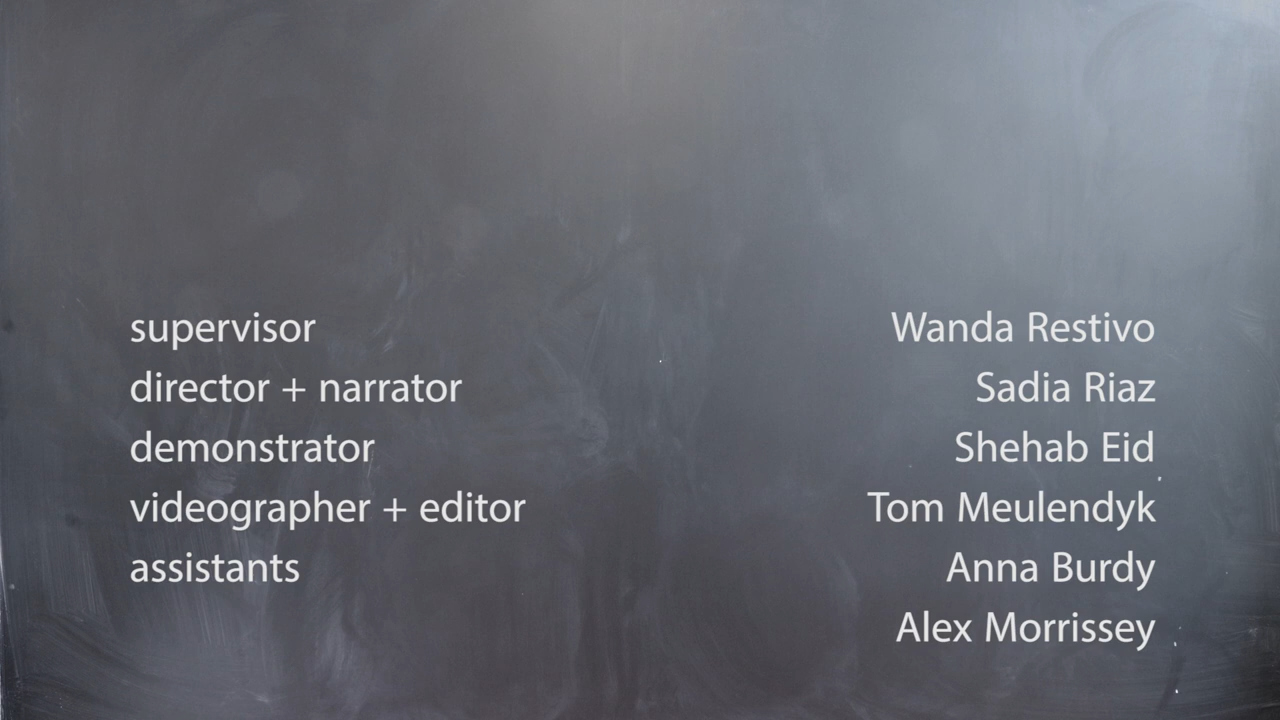 supervisor Wanda Restivo
director + narrator Sadia Riaz
demonstrator Shehab Eid
videographer + editor Tom Meulendyk
assistants Anna Burdy
Alex Morrissey